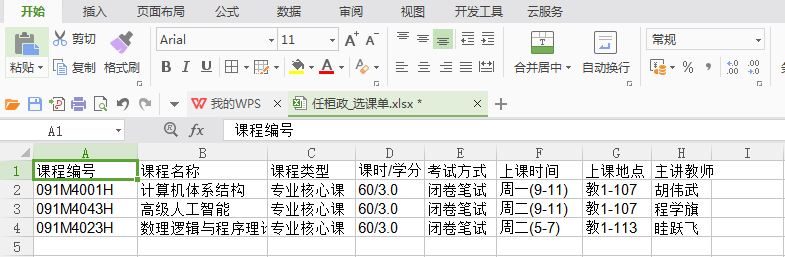 开始 插入 页面布局 公式 数据 审阅 视图 开发工具 云服务
剪切 Arial 11 A+ A- 常规
粘贴 复制 格式刷 B I U A 合并居中 自动换行 % , .0 .00
我的WPS 任桓政_选课单.xlsx *
A1 fx 课程编号
A B C D E F G H I
1 课程编号 课程名称 课程类型 课时/学分 考试方式 上课时间 上课地点 主讲教师
2 091M4001H 计算机体系结构 专业核心课 60/3.0 闭卷笔试 周一(9-11) 教1-107 胡伟武
3 091M4043H 高级人工智能 专业核心课 60/3.0 闭卷笔试 周二(9-11) 教1-107 程学旗
4 091M4023H 数理逻辑与程序理论 专业核心课 60/3.0 闭卷笔试 周二(5-7) 教1-113 眭跃飞
5